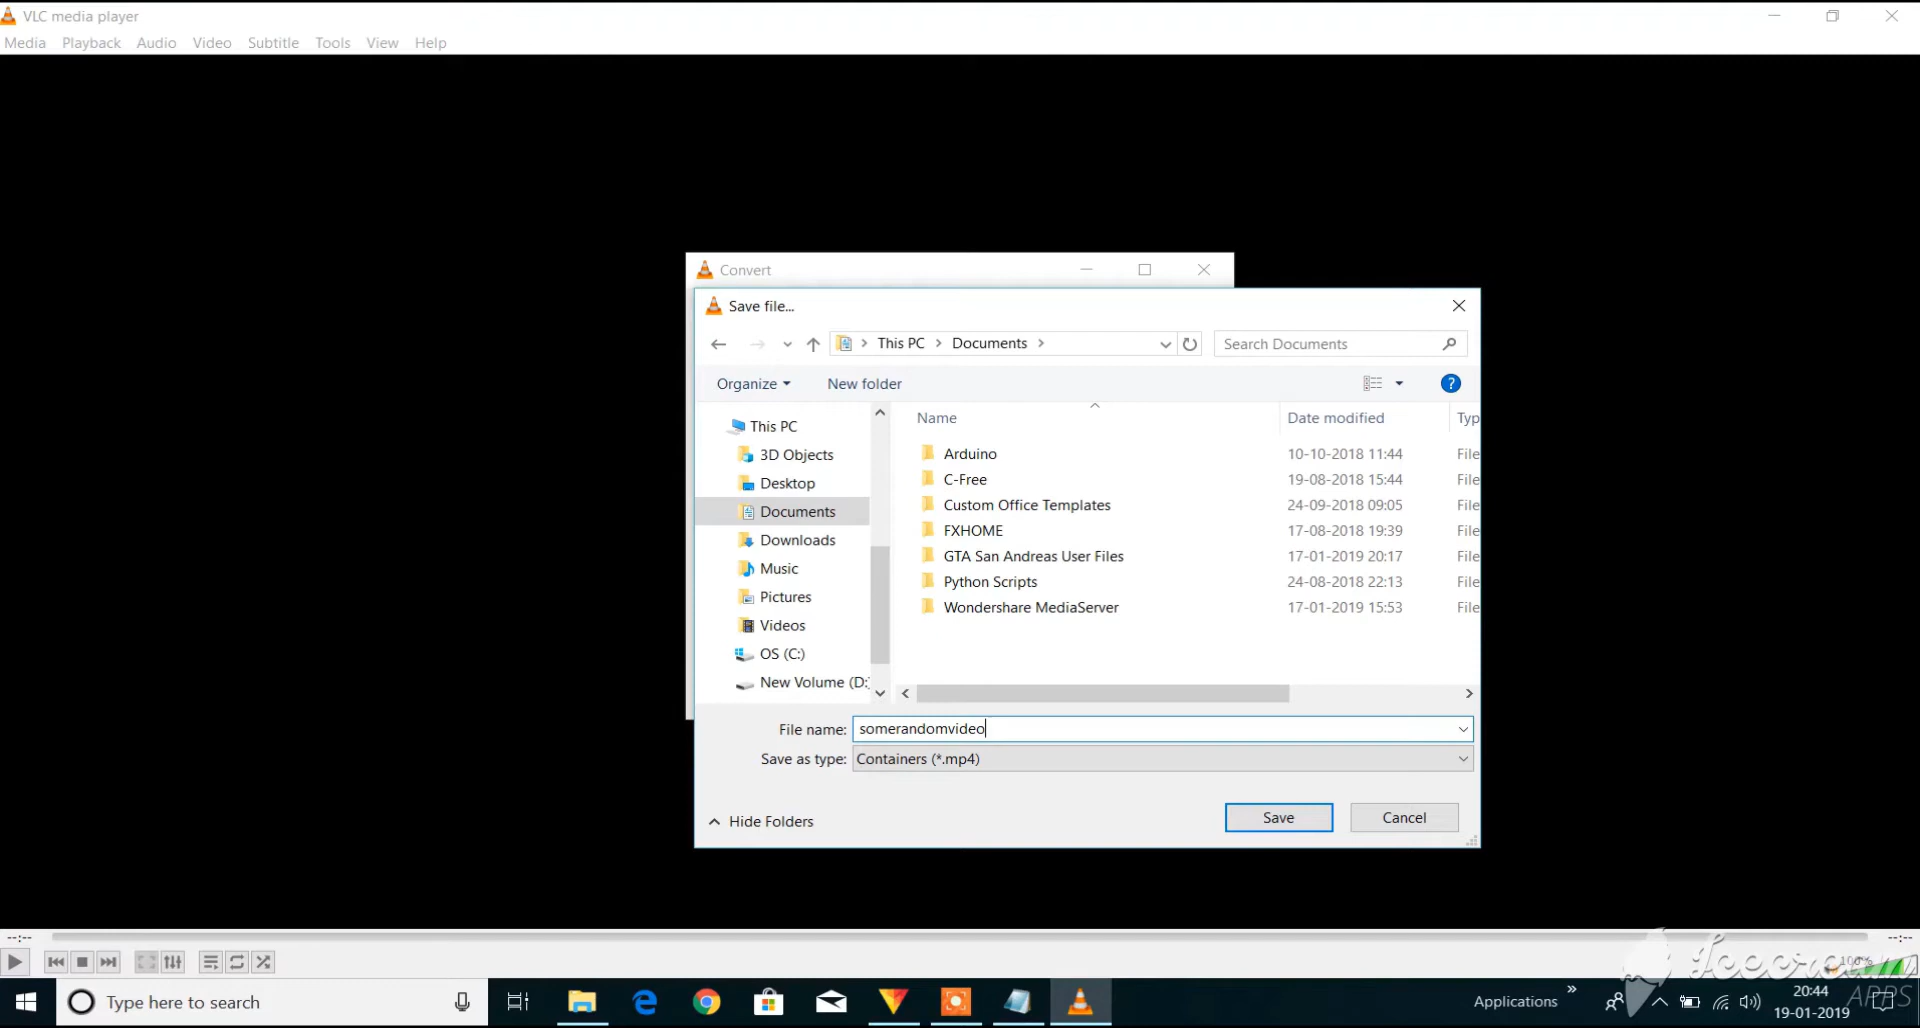 VLC media player
Media Playback Audio Video Subtitle Tools View Help
Convert
Save file...
This PC Documents
Search Documents
Organize New folder
?
Name Date modified Typ
This PC
3D Objects
Desktop
Documents
Downloads
Music
Pictures
Videos
OS (C:)
New Volume (D:
Arduino 10-10-2018 11:44 File
C-Free 19-08-2018 15:44 File
Custom Office Templates 24-09-2018 09:05 File
FXHOME 17-08-2018 19:39 File
GTA San Andreas User Files 17-01-2019 20:17 File
Python Scripts 24-08-2018 22:13 File
Wondershare MediaServer 17-01-2019 15:53 File
File name: somerandomvideo
Save as type: Containers (*.mp4)
Hide Folders
Save Cancel
--:-- --:--
100%
Type here to search
Applications
20:44
19-01-2019
APPS